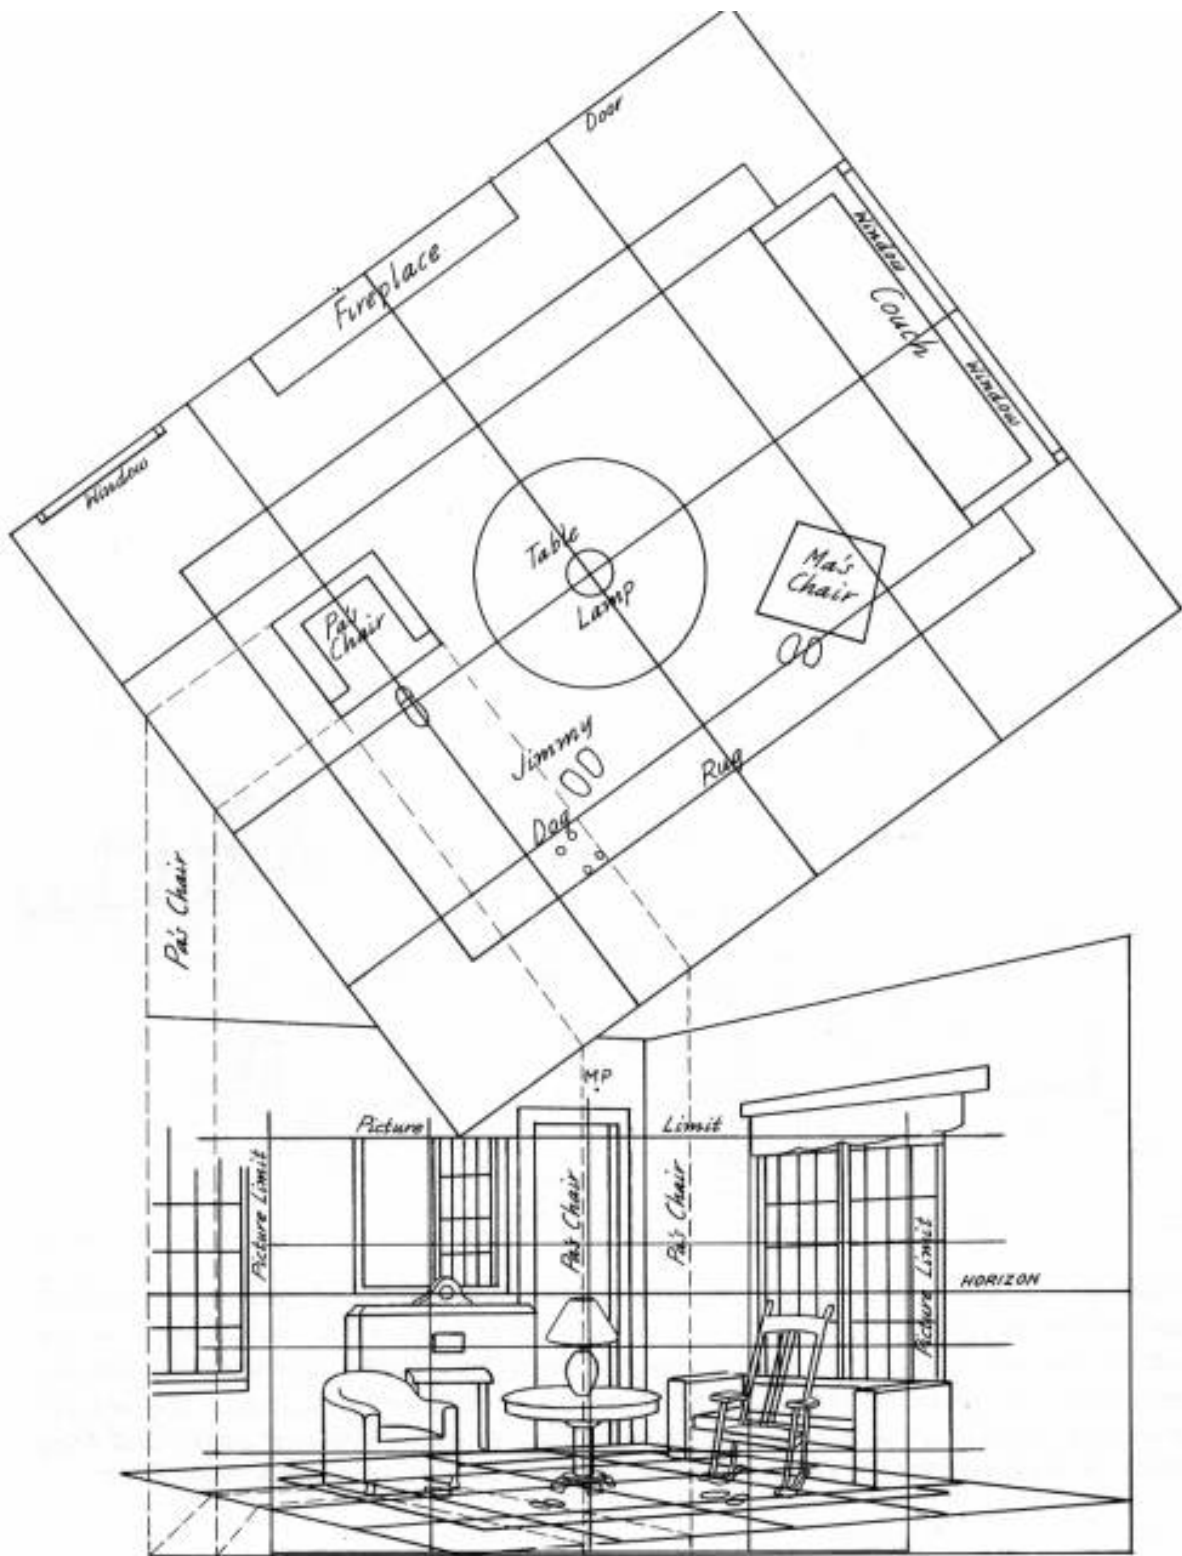 Door
Fireplace
Window
Couch
Window
Window
Table
Lamp
Ma's
Chair
Pa's
Chair
Jimmy
Rug
Dog
Pa's Chair
MP
Picture
Limit
Picture Limit
Pa's Chair
Pa's Chair
Picture Limit
HORIZON